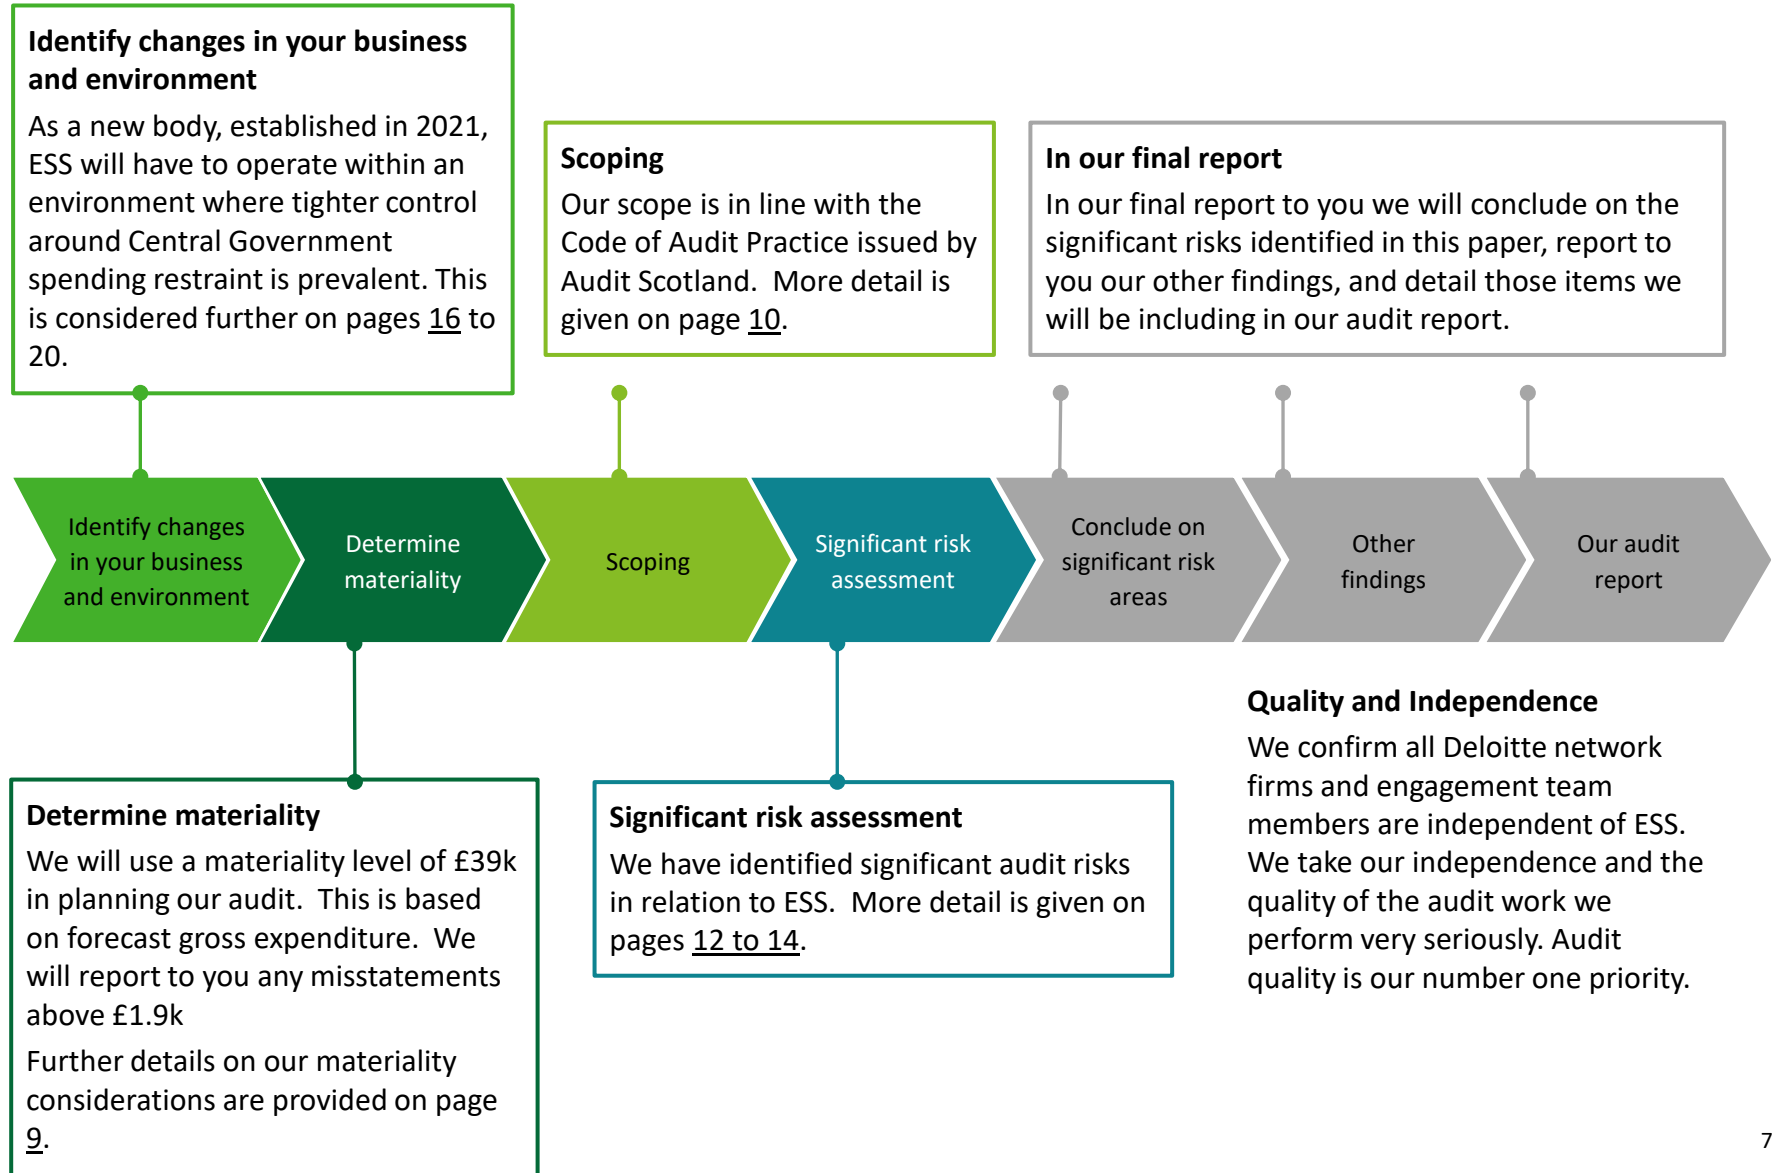 Identify changes in your business
and environment
As a new body, established in 2021,
ESS will have to operate within an
environment where tighter control
around Central Government
spending restraint is prevalent. This
is considered further on pages 16 to
20.
Scoping
Our scope is in line with the
Code of Audit Practice issued by
Audit Scotland.  More detail is
given on page 10.
In our final report
In our final report to you we will conclude on the
significant risks identified in this paper, report to
you our other findings, and detail those items we
will be including in our audit report.
Identify changes
in your business
and environment
Determine
materiality
Scoping
Significant risk
assessment
Conclude on
significant risk
areas
Other
findings
Our audit
report
Determine materiality
We will use a materiality level of £39k
in planning our audit.  This is based
on forecast gross expenditure.  We
will report to you any misstatements
above £1.9k
Further details on our materiality
considerations are provided on page
9.
Significant risk assessment
We have identified significant audit risks
in relation to ESS.  More detail is given on
pages 12 to 14.
Quality and Independence
We confirm all Deloitte network
firms and engagement team
members are independent of ESS.
We take our independence and the
quality of the audit work we
perform very seriously. Audit
quality is our number one priority.
7